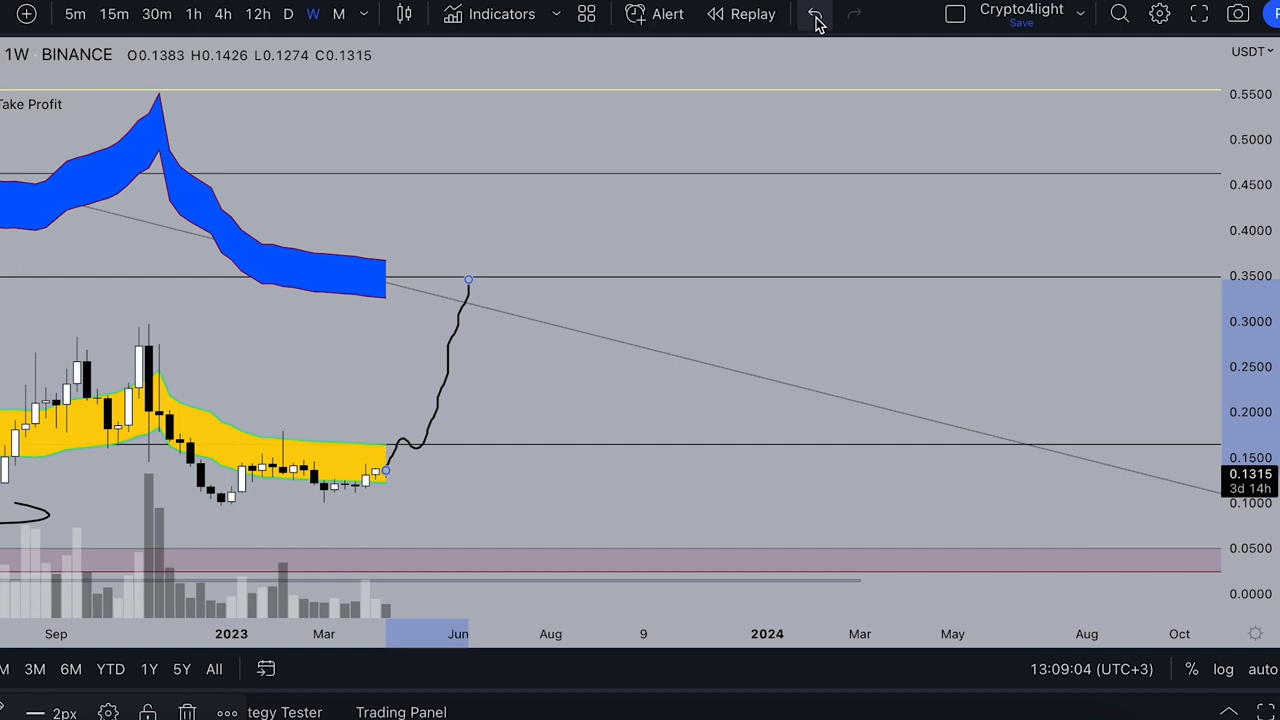 5m 15m 30m 1h 4h 12h D W M Indicators Alert Replay Crypto4light
Save
1W · BINANCE O0.1383 H0.1426 L0.1274 C0.1315 USDT
Take Profit
0.5500
0.5000
0.4500
0.4000
0.3500
0.3000
0.2500
0.2000
0.1500
0.1315
3d 14h
0.1000
0.0500
0.0000
Sep 2023 Mar Jun Aug 9 2024 Mar May Aug Oct
M 3M 6M YTD 1Y 5Y All 13:09:04 (UTC+3) % log auto
2px tegy Tester Trading Panel